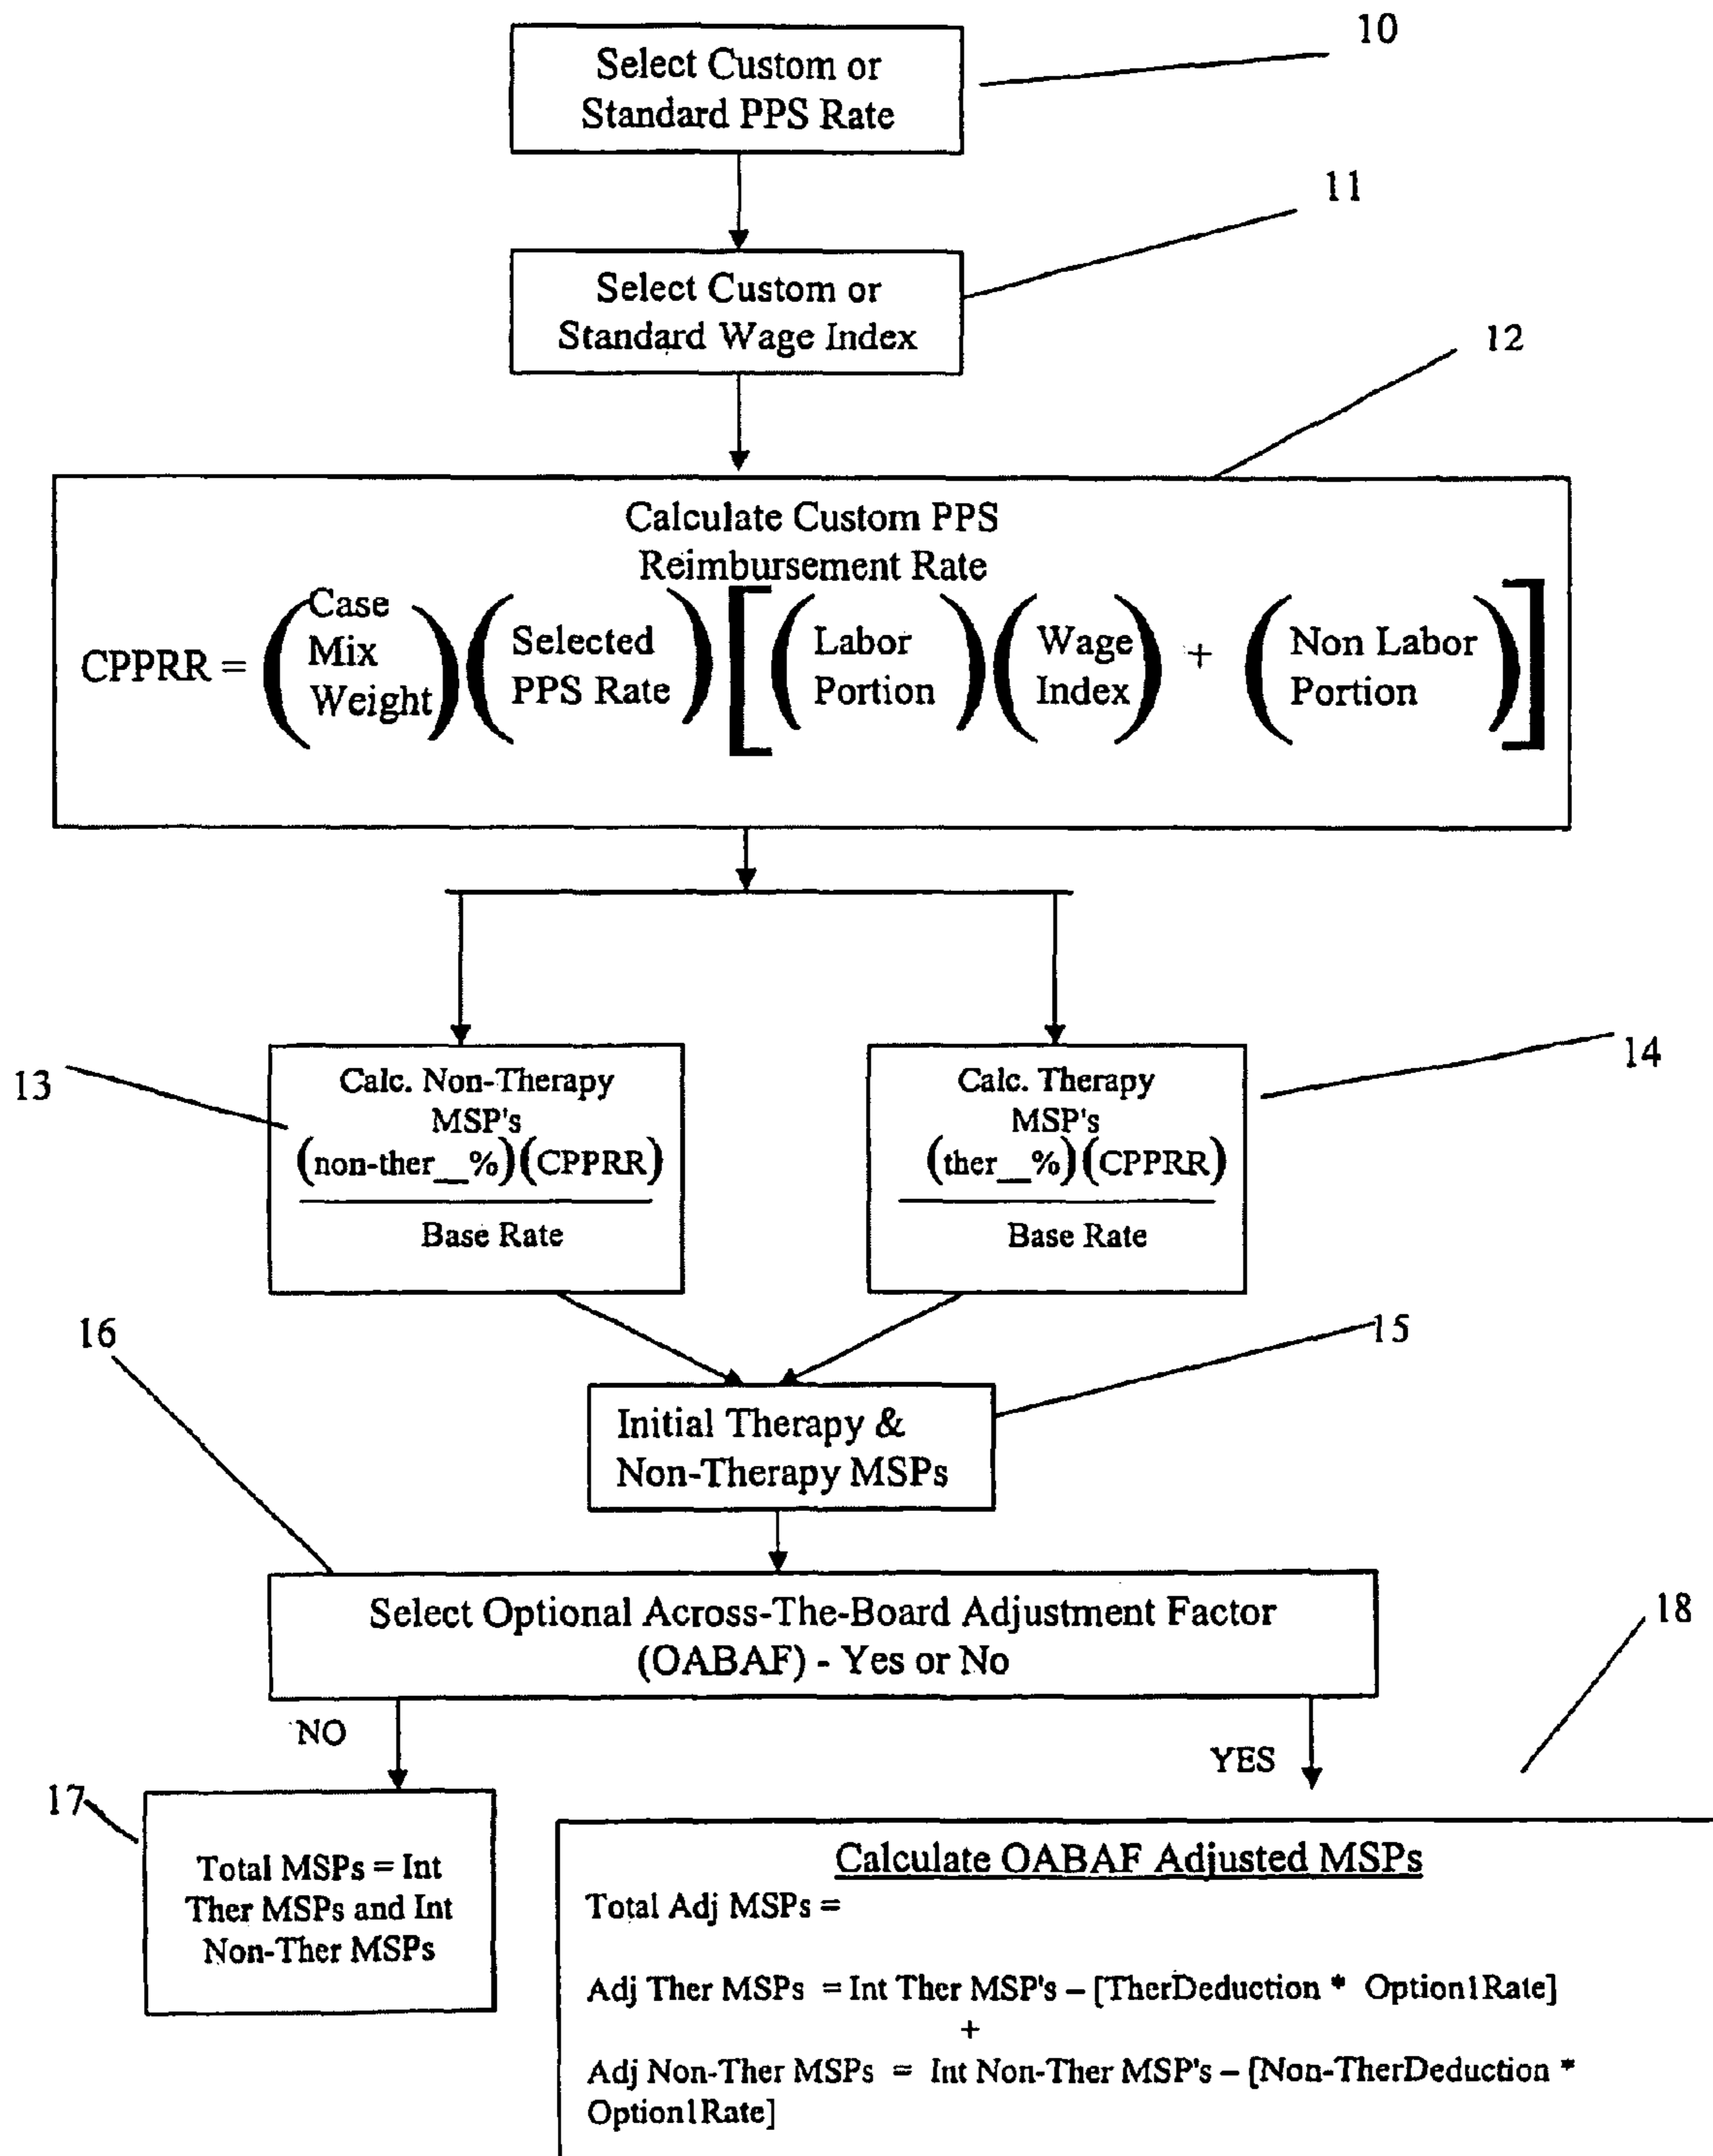 10
Select Custom or
Standard PPS Rate
11
Select Custom or
Standard Wage Index
12
Calculate Custom PPS
Reimbursement Rate
CPPRR = (Case Mix Weight)(Selected PPS Rate)[(Labor Portion)(Wage Index) + (Non Labor Portion)]
13
Calc. Non-Therapy
MSP's
(non-ther__%)(CPPRR)
Base Rate
14
Calc. Therapy
MSP's
(ther__%)(CPPRR)
Base Rate
15
Initial Therapy &
Non-Therapy MSPs
16
Select Optional Across-The-Board Adjustment Factor
(OABAF) - Yes or No
NO
YES
17
Total MSPs = Int
Ther MSPs and Int
Non-Ther MSPs
18
Calculate OABAF Adjusted MSPs
Total Adj MSPs =
Adj Ther MSPs = Int Ther MSP's – [TherDeduction * Option1Rate]
+
Adj Non-Ther MSPs = Int Non-Ther MSP's – [Non-TherDeduction *
Option1Rate]